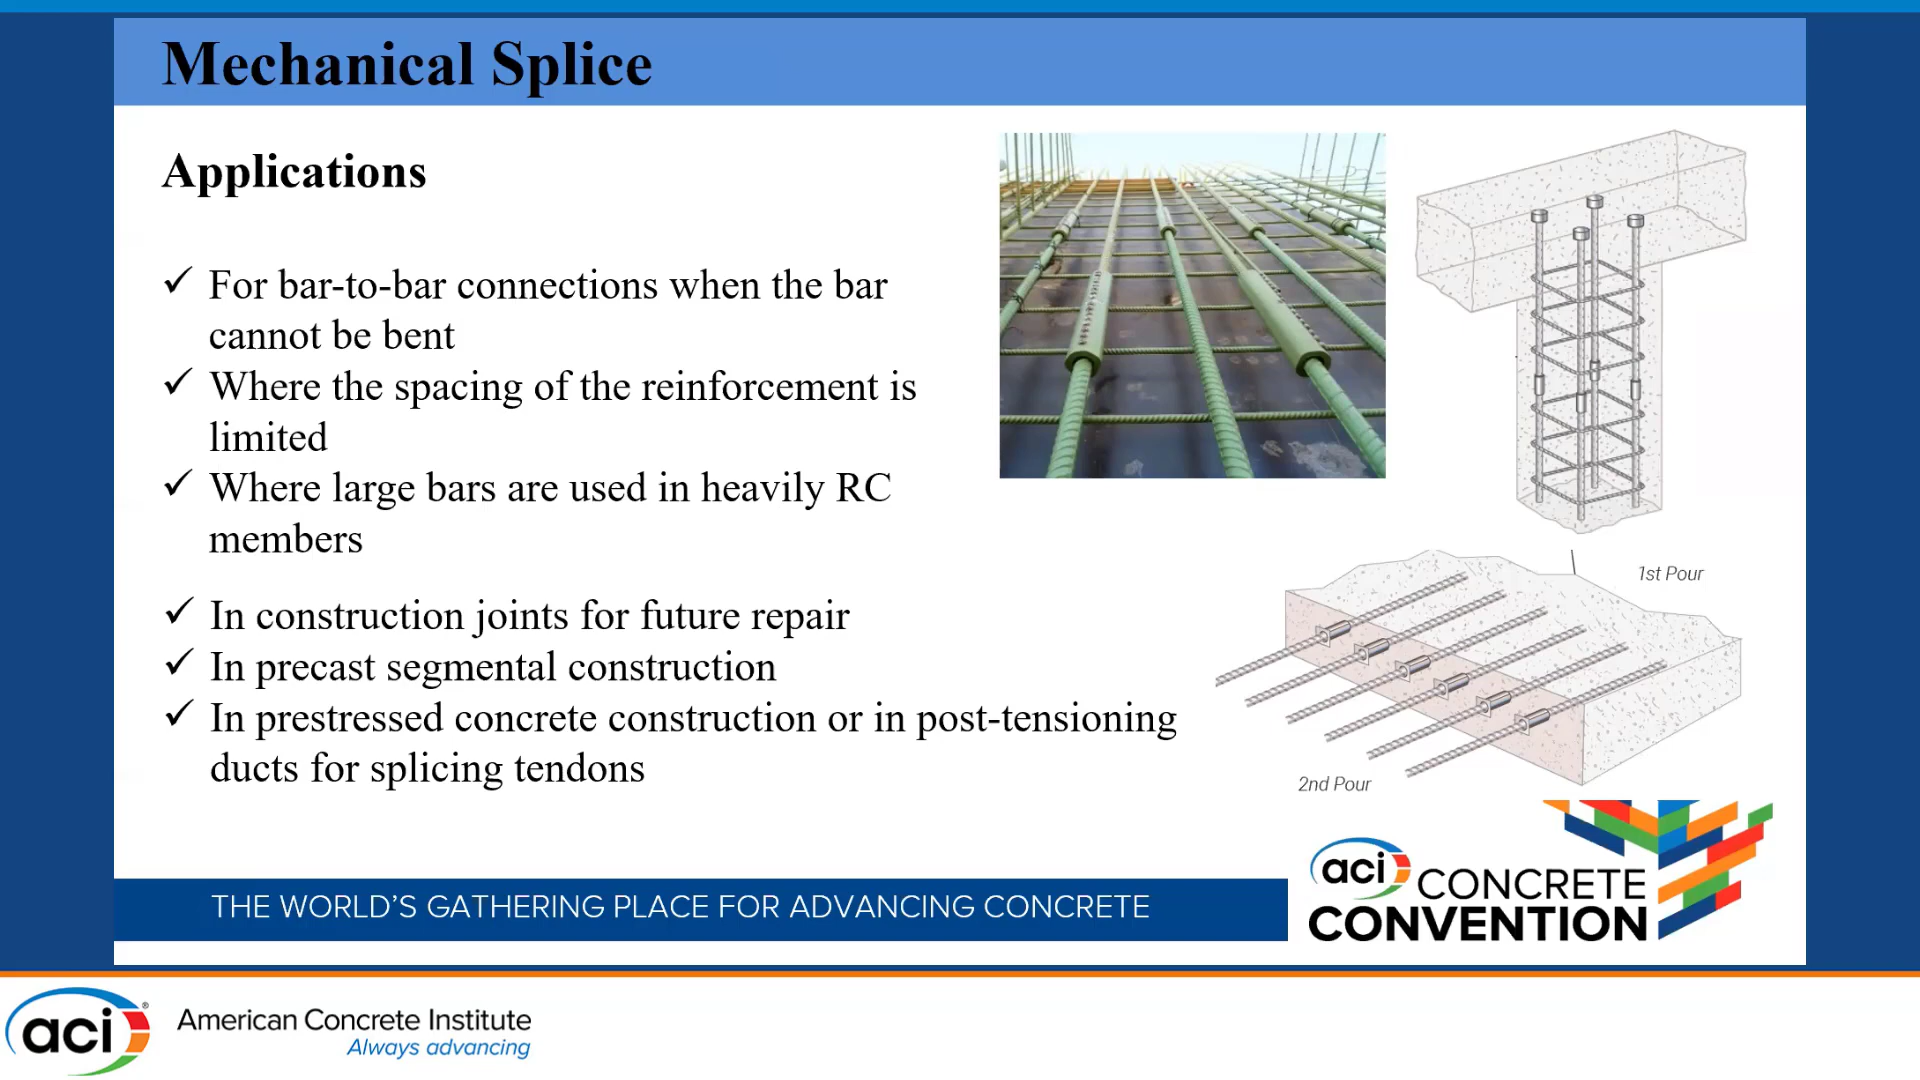 Mechanical Splice
Applications
✓ For bar-to-bar connections when the bar
cannot be bent
✓ Where the spacing of the reinforcement is
limited
✓ Where large bars are used in heavily RC
members
✓ In construction joints for future repair
✓ In precast segmental construction
✓ In prestressed concrete construction or in post-tensioning
ducts for splicing tendons
1st Pour
2nd Pour
THE WORLD'S GATHERING PLACE FOR ADVANCING CONCRETE
aci CONCRETE
CONVENTION
aci®
American Concrete Institute
Always advancing